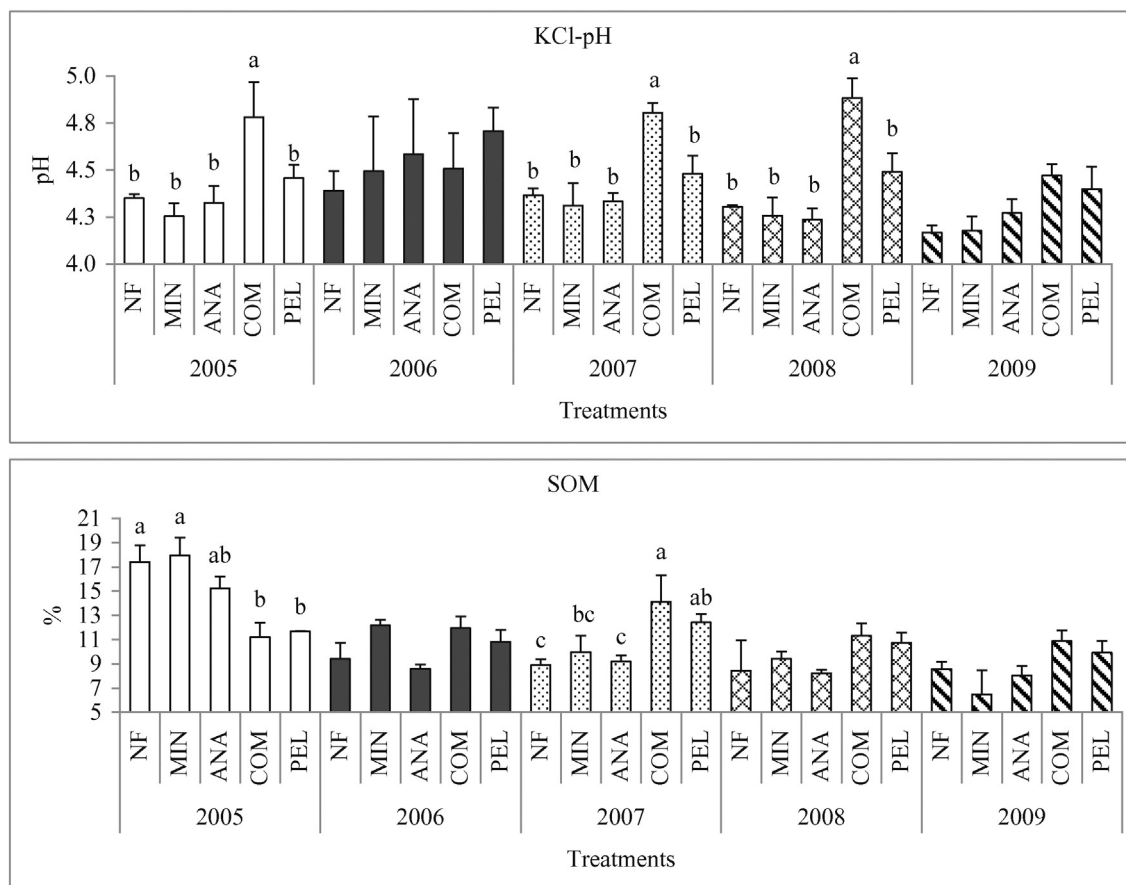 KCl-pH
a a a
5.0
4.8
4.5
4.3
4.0
pH
b b b b
b b b b
b b b b
NF MIN ANA COM PEL NF MIN ANA COM PEL NF MIN ANA COM PEL NF MIN ANA COM PEL NF MIN ANA COM PEL
2005 2006 2007 2008 2009
Treatments
SOM
21
19
17
15
13
11
9
7
5
%
a a ab b b
c bc c a ab
NF MIN ANA COM PEL NF MIN ANA COM PEL NF MIN ANA COM PEL NF MIN ANA COM PEL NF MIN ANA COM PEL
2005 2006 2007 2008 2009
Treatments